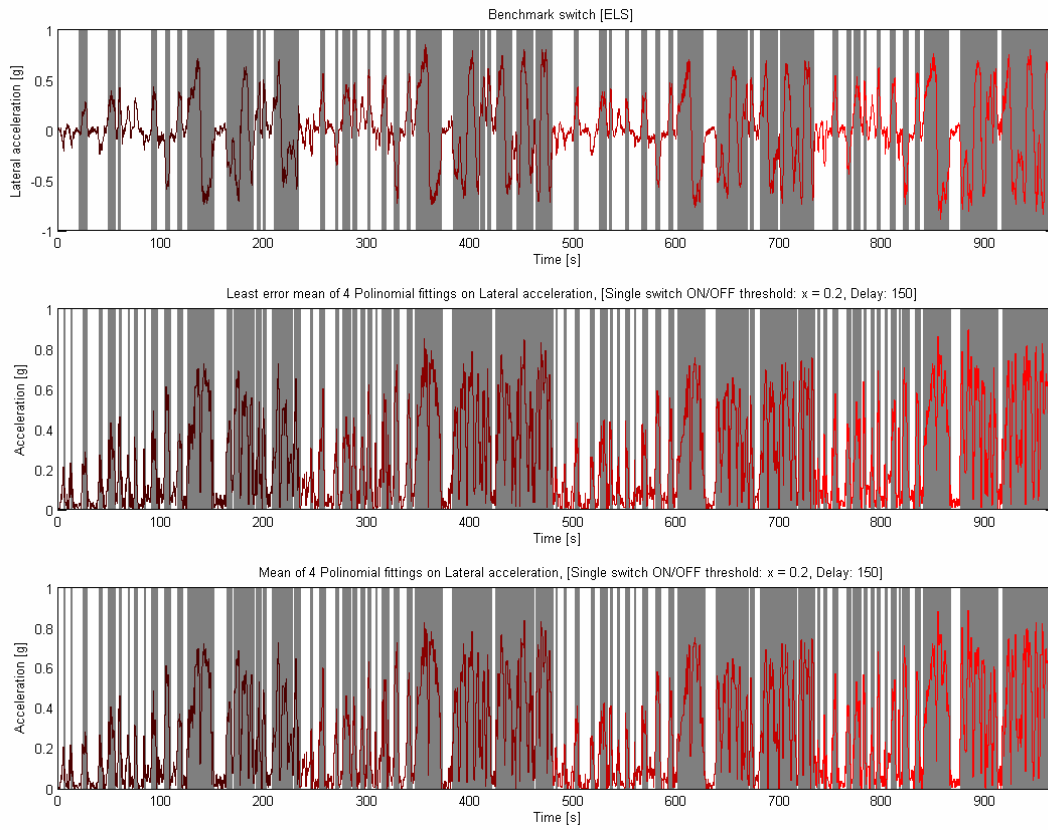 Benchmark switch [ELS]
1
0.5
0
-0.5
-1
Lateral acceleration [g]
0 100 200 300 400 500 600 700 800 900
Time [s]
Least error mean of 4 Polinomial fittings on Lateral acceleration, [Single switch ON/OFF threshold: x = 0.2, Delay: 150]
1
0.8
0.6
0.4
0.2
0
Acceleration [g]
0 100 200 300 400 500 600 700 800 900
Time [s]
Mean of 4 Polinomial fittings on Lateral acceleration, [Single switch ON/OFF threshold: x = 0.2, Delay: 150]
1
0.8
0.6
0.4
0.2
0
Acceleration [g]
0 100 200 300 400 500 600 700 800 900
Time [s]